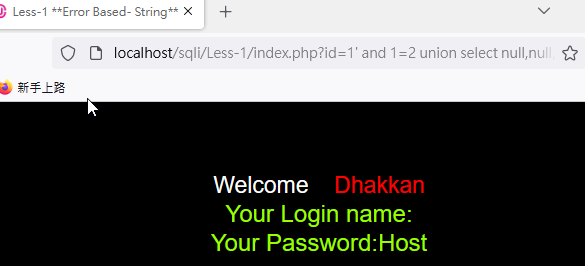 Less-1 **Error Based- String**
localhost/sqli/Less-1/index.php?id=1' and 1=2 union select null,null
新手上路
Welcome Dhakkan
Your Login name:
Your Password:Host